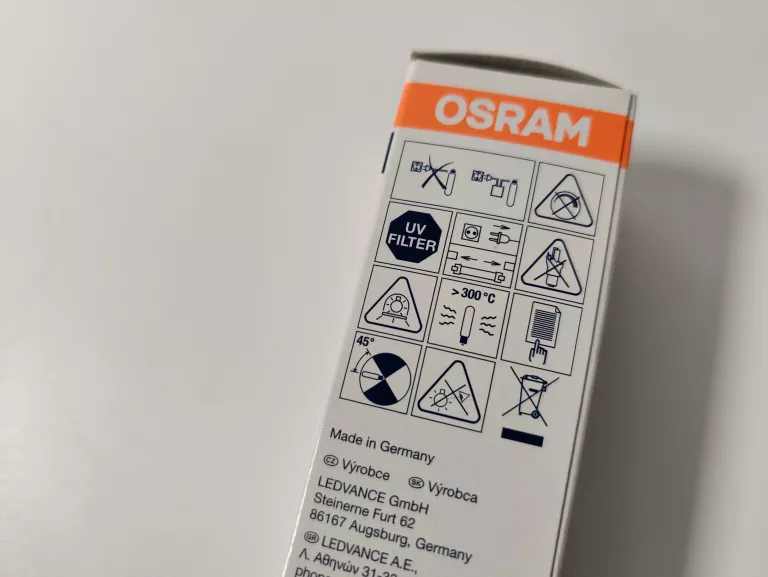 OSRAM
UV
FILTER
>300°C
45°
Made in Germany
CZ Výrobce SK Výrobca
LEDVANCE GmbH
Steinerne Furt 62
86167 Augsburg, Germany
GR LEDVANCE A.E.,
Λ. Αθηνών